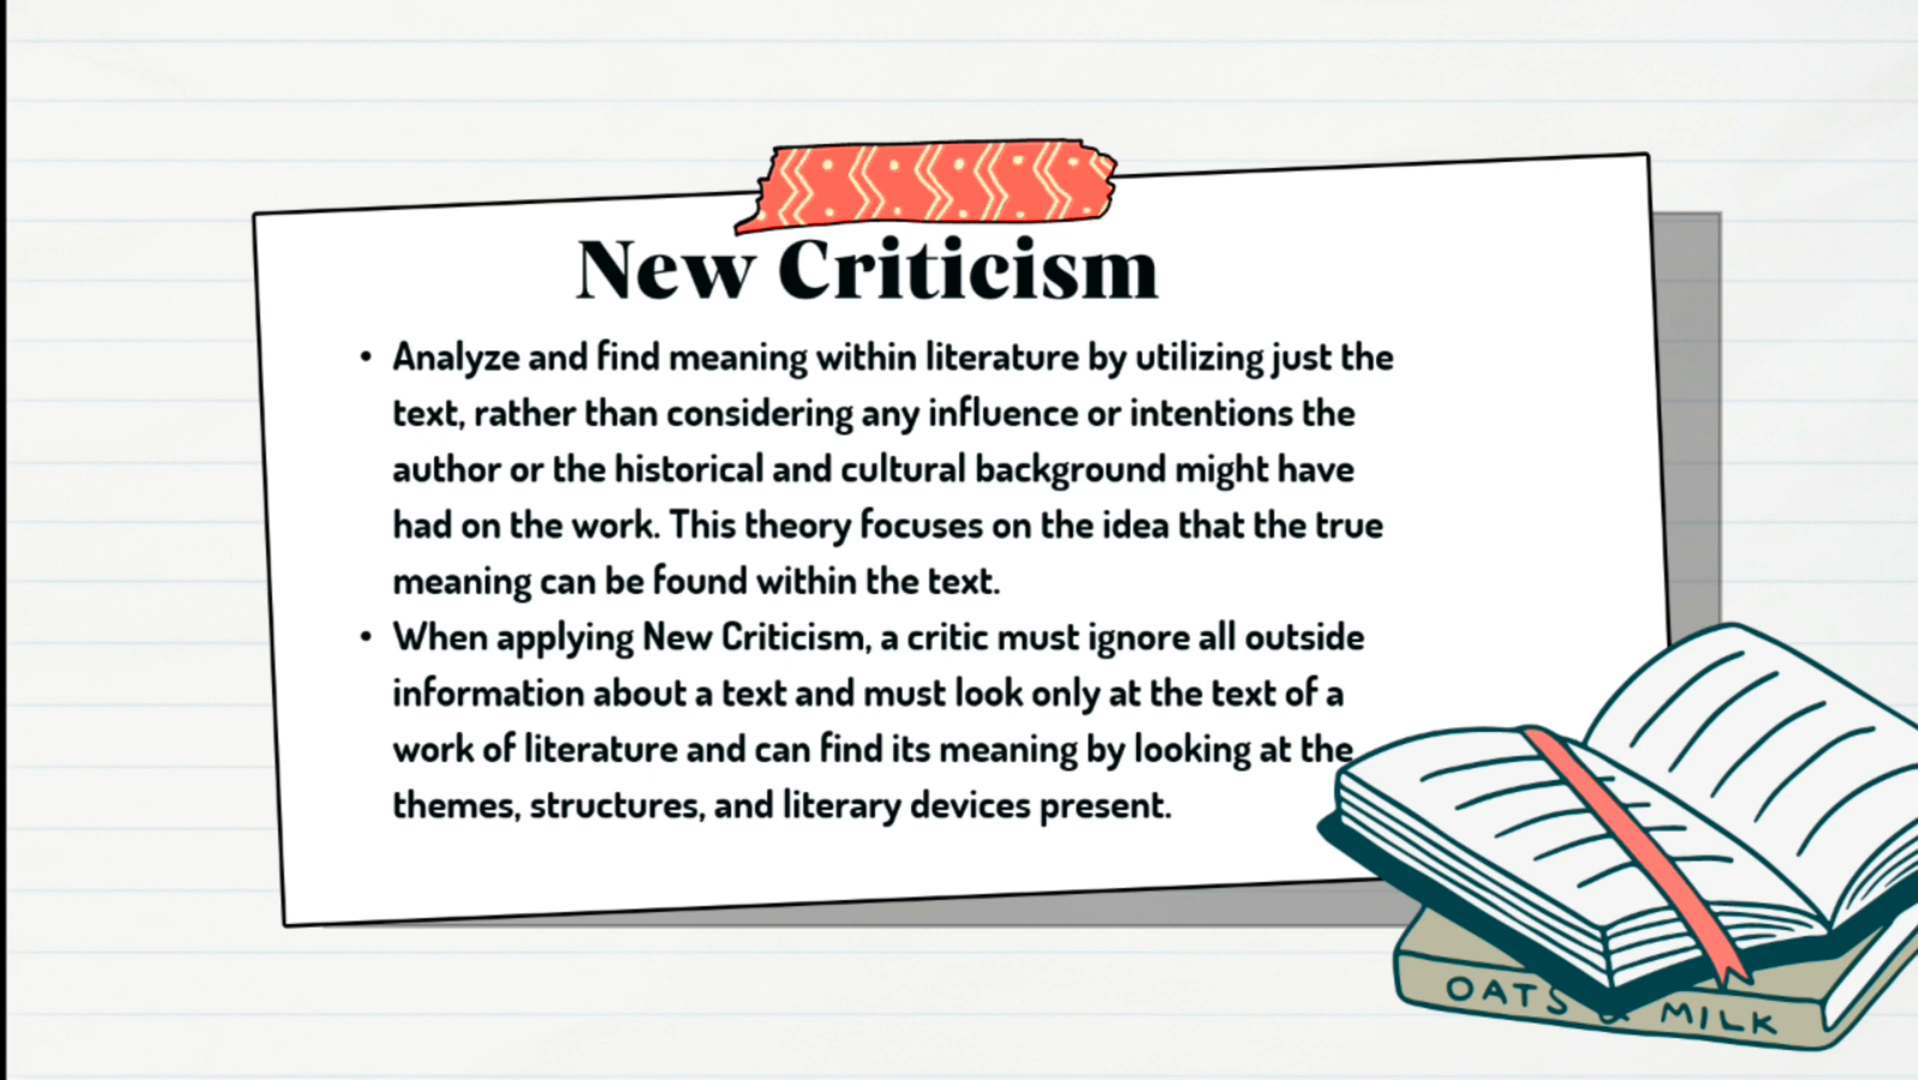 New Criticism
• Analyze and find meaning within literature by utilizing just the
text, rather than considering any influence or intentions the
author or the historical and cultural background might have
had on the work. This theory focuses on the idea that the true
meaning can be found within the text.
• When applying New Criticism, a critic must ignore all outside
information about a text and must look only at the text of a
work of literature and can find its meaning by looking at the
themes, structures, and literary devices present.
OATS & MILK